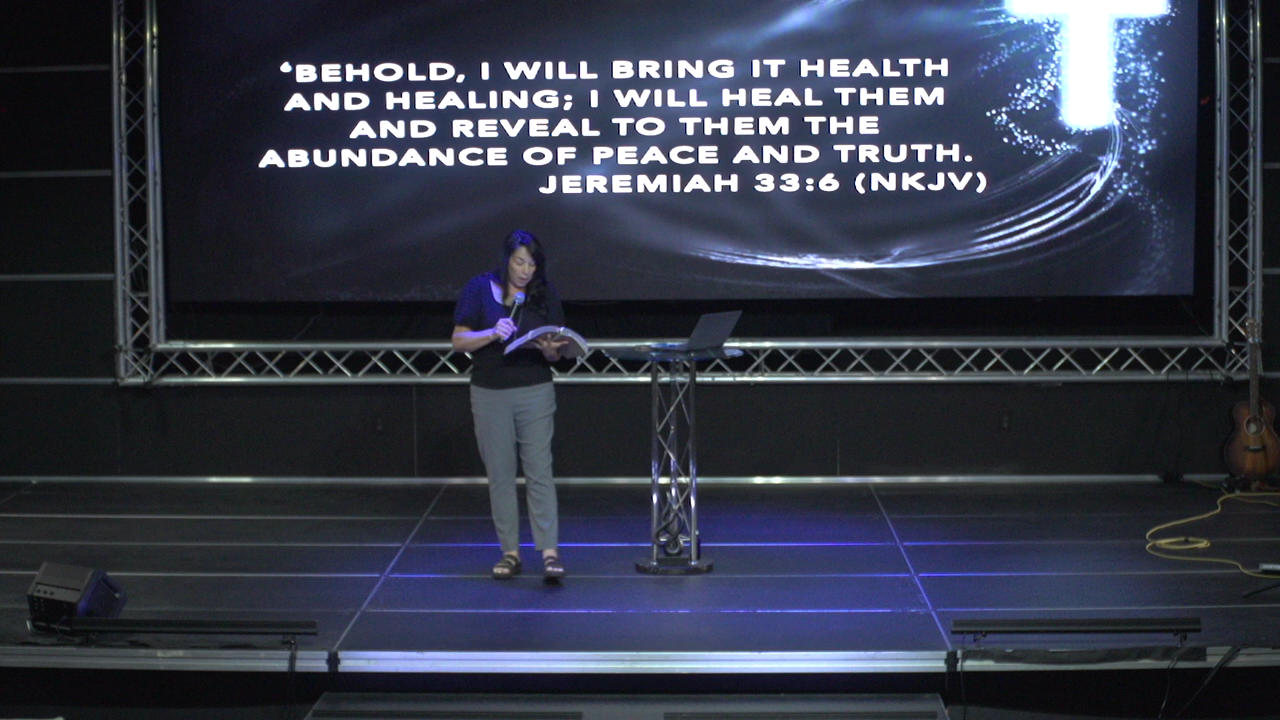 ‘BEHOLD, I WILL BRING IT HEALTH
AND HEALING; I WILL HEAL THEM
AND REVEAL TO THEM THE
ABUNDANCE OF PEACE AND TRUTH.
JEREMIAH 33:6 (NKJV)